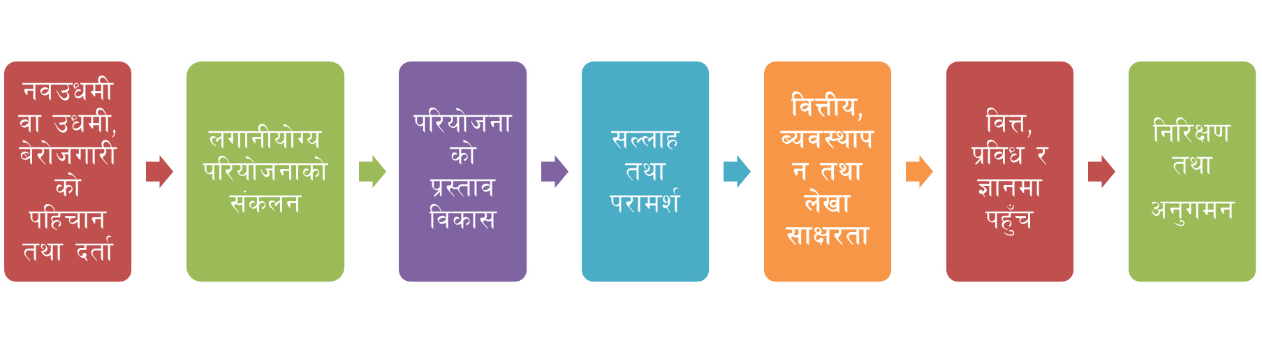 नवउधमी
वा उधमी,
बेरोजगारी
को
पहिचान
तथा दर्ता
लगानीयोग्य
परियोजनाको
संकलन
परियोजना
को
प्रस्ताव
विकास
सल्लाह
तथा
परामर्श
वित्तीय,
ब्यवस्थाप
न तथा
लेखा
साक्षरता
वित्त,
प्रविध र
ज्ञानमा
पहुँच
निरिक्षण
तथा
अनुगमन